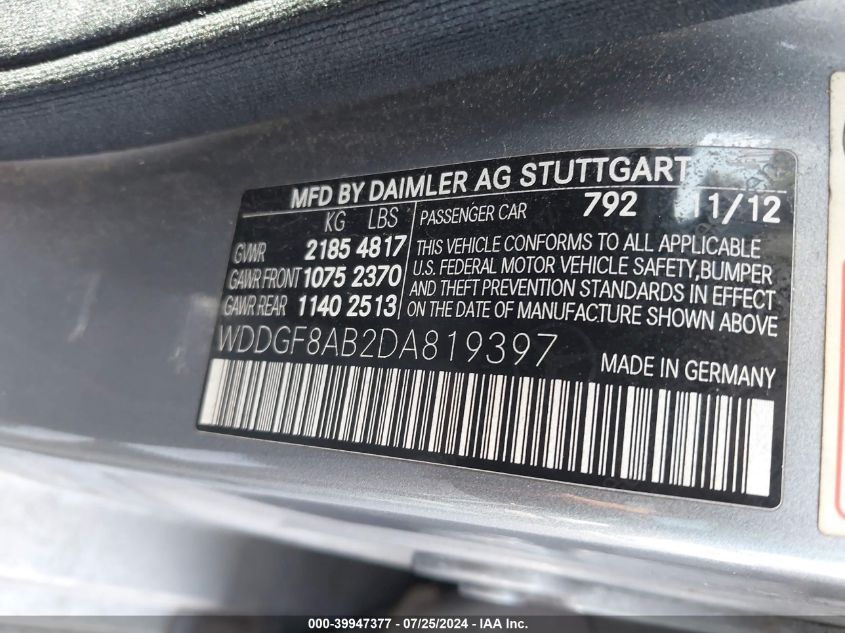 MFD BY DAIMLER AG STUTTGART
KG LBS
GVWR 2185 4817
GAWR FRONT 1075 2370
GAWR REAR 1140 2513
PASSENGER CAR 792 11/12
THIS VEHICLE CONFORMS TO ALL APPLICABLE
U.S. FEDERAL MOTOR VEHICLE SAFETY,BUMPER
AND THEFT PREVENTION STANDARDS IN EFFECT
ON THE DATE OF MANUFACTURE SHOWN ABOVE
WDDGF8AB2DA819397
MADE IN GERMANY
000-39947377 / 07/25/2024 - IAA Inc.